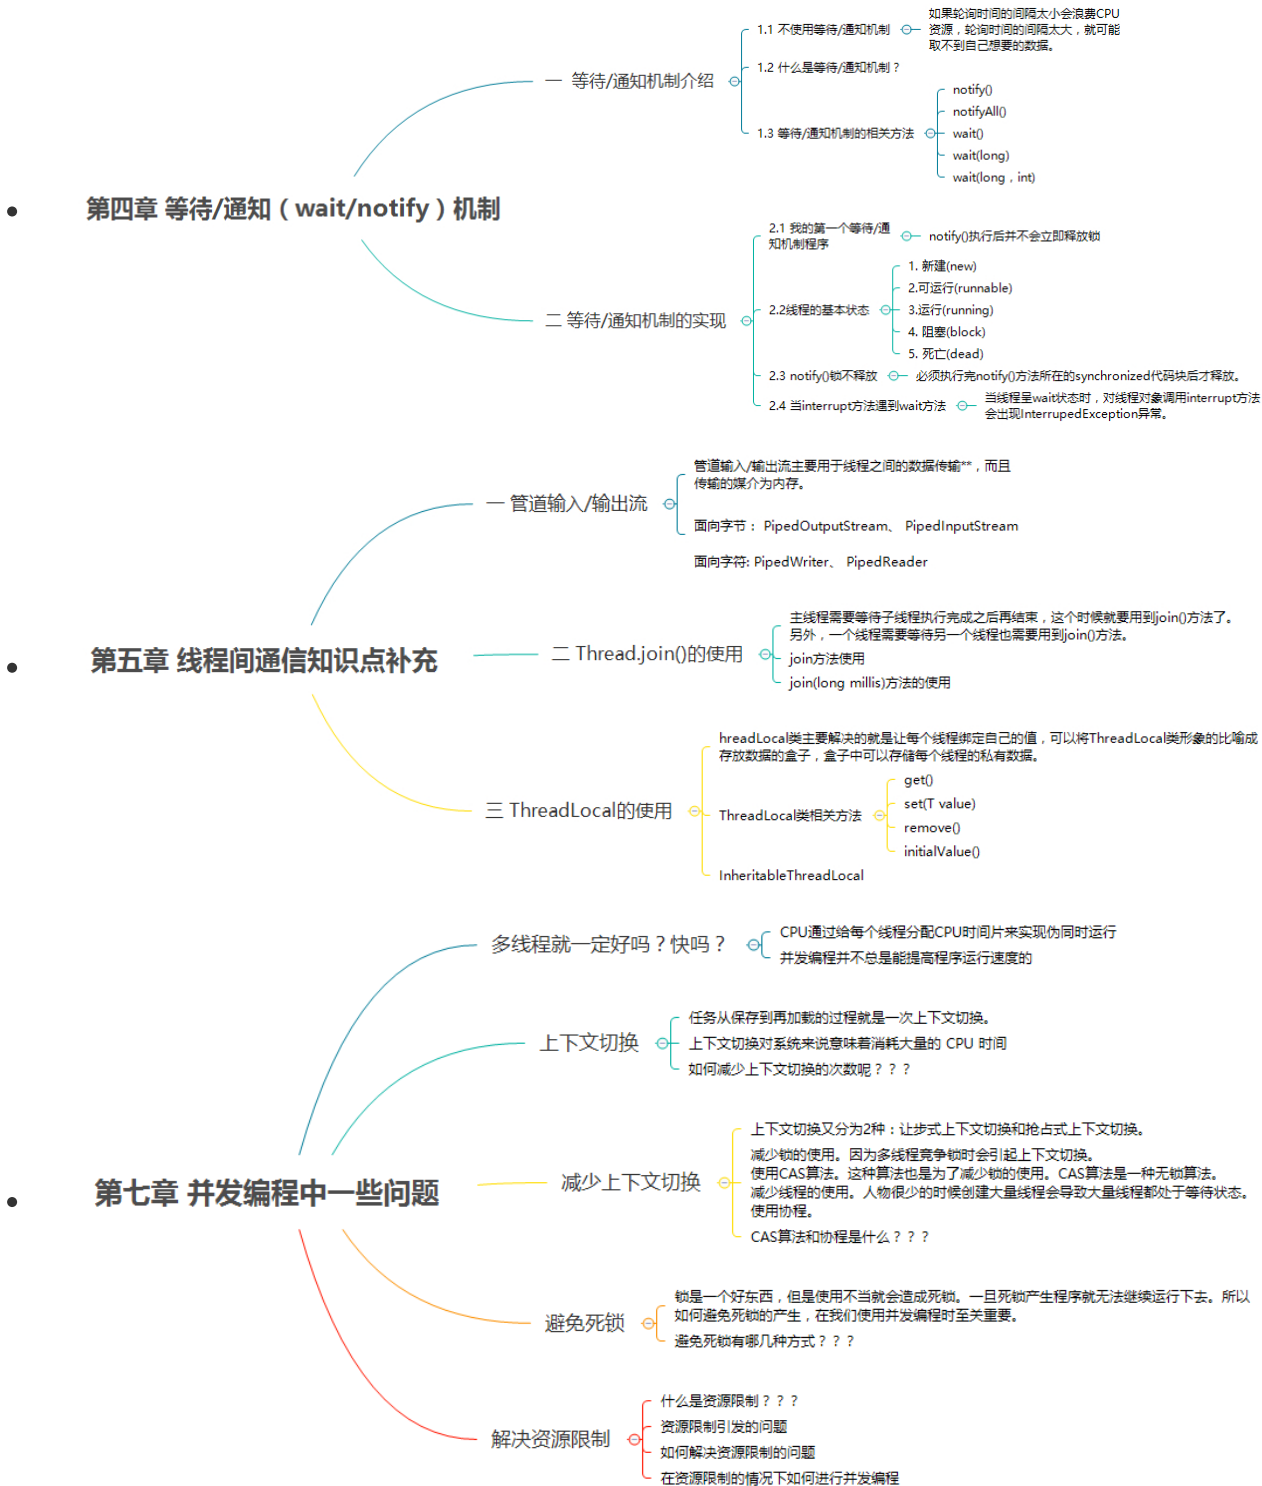 第四章 等待/通知（wait/notify）机制
一 等待/通知机制介绍
1.1 不使用等待/通知机制
如果轮询时间的间隔太小会浪费CPU
资源，轮询时间的间隔太大，就可能
取不到自己想要的数据。
1.2 什么是等待/通知机制？
1.3 等待/通知机制的相关方法
notify()
notifyAll()
wait()
wait(long)
wait(long，int)
二 等待/通知机制的实现
2.1 我的第一个等待/通
知机制程序
notify()执行后并不会立即释放锁
2.2线程的基本状态
1. 新建(new)
2.可运行(runnable)
3.运行(running)
4. 阻塞(block)
5. 死亡(dead)
2.3 notify()锁不释放
必须执行完notify()方法所在的synchronized代码块后才释放。
2.4 当interrupt方法遇到wait方法
当线程呈wait状态时，对线程对象调用interrupt方法
会出现InterrupedException异常。
第五章 线程间通信知识点补充
一 管道输入/输出流
管道输入/输出流主要用于线程之间的数据传输**，而且
传输的媒介为内存。
面向字节： PipedOutputStream、 PipedInputStream
面向字符: PipedWriter、 PipedReader
二 Thread.join()的使用
主线程需要等待子线程执行完成之后再结束，这个时候就要用到join()方法了。
另外，一个线程需要等待另一个线程也需要用到join()方法。
join方法使用
join(long millis)方法的使用
三 ThreadLocal的使用
hreadLocal类主要解决的就是让每个线程绑定自己的值，可以将ThreadLocal类形象的比喻成
存放数据的盒子，盒子中可以存储每个线程的私有数据。
ThreadLocal类相关方法
get()
set(T value)
remove()
initialValue()
InheritableThreadLocal
第七章 并发编程中一些问题
多线程就一定好吗？快吗？
CPU通过给每个线程分配CPU时间片来实现伪同时运行
并发编程并不总是能提高程序运行速度的
上下文切换
任务从保存到再加载的过程就是一次上下文切换。
上下文切换对系统来说意味着消耗大量的 CPU 时间
如何减少上下文切换的次数呢？？？
减少上下文切换
上下文切换又分为2种：让步式上下文切换和抢占式上下文切换。
减少锁的使用。因为多线程竞争锁时会引起上下文切换。
使用CAS算法。这种算法也是为了减少锁的使用。CAS算法是一种无锁算法。
减少线程的使用。人物很少的时候创建大量线程会导致大量线程都处于等待状态。
使用协程。
CAS算法和协程是什么？？？
避免死锁
锁是一个好东西，但是使用不当就会造成死锁。一旦死锁产生程序就无法继续运行下去。所以
如何避免死锁的产生，在我们使用并发编程时至关重要。
避免死锁有哪几种方式？？？
解决资源限制
什么是资源限制？？？
资源限制引发的问题
如何解决资源限制的问题
在资源限制的情况下如何进行并发编程